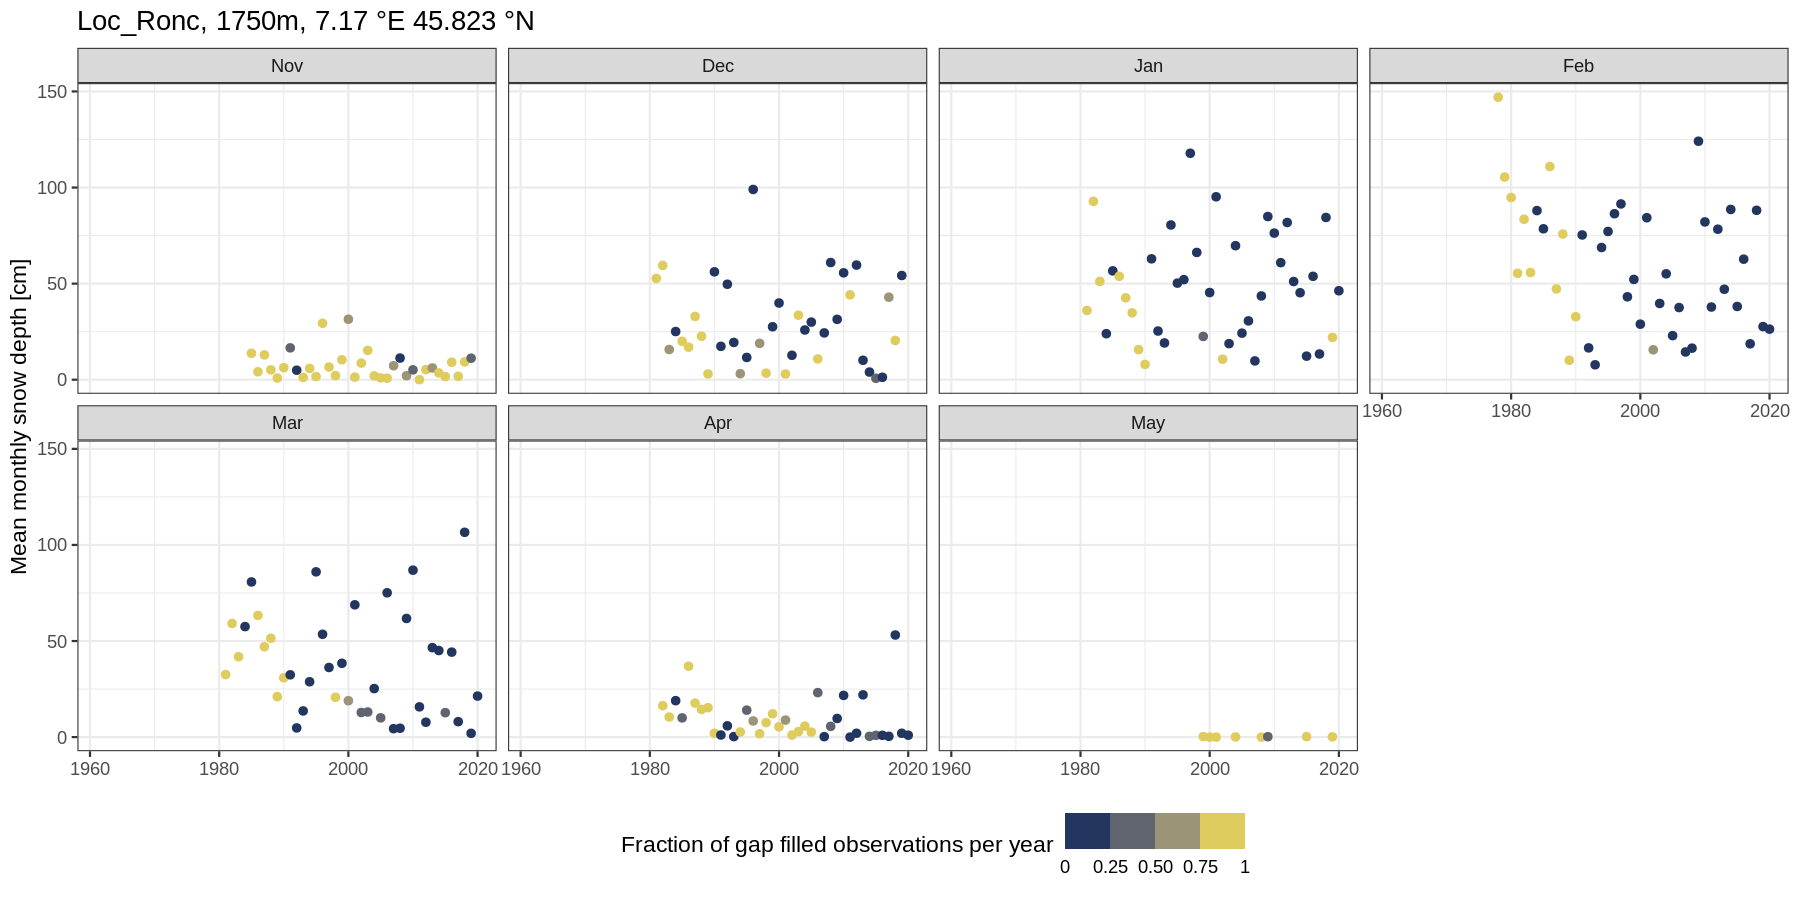 Loc_Ronc, 1750m, 7.17 °E 45.823 °N
Nov
Dec
Jan
Feb
150
100
50
0
1960
1980
2000
2020
Mar
Apr
May
150
100
50
0
1960
1980
2000
2020
1960
1980
2000
2020
1960
1980
2000
2020
Mean monthly snow depth [cm]
Fraction of gap filled observations per year
0
0.25
0.50
0.75
1